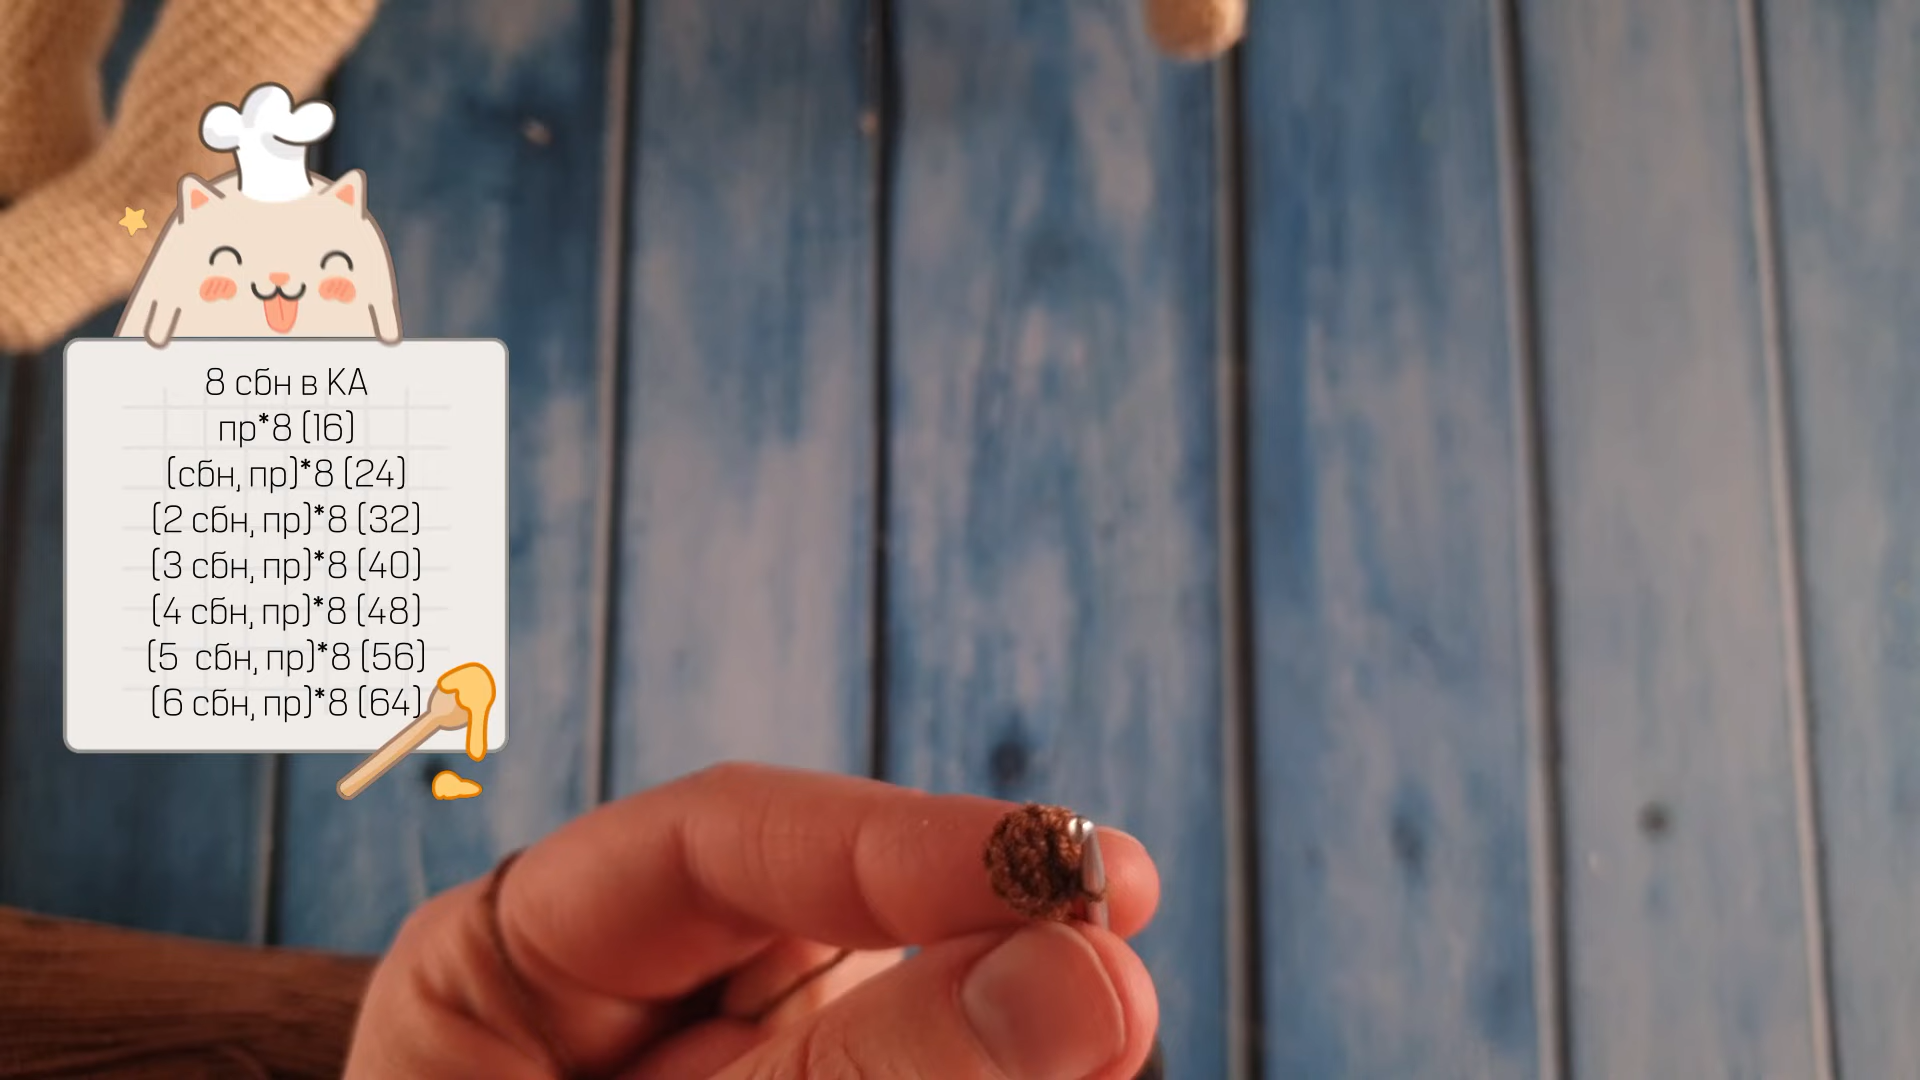 8 сбн в КА
пр*8 (16)
(сбн, пр)*8 (24)
(2 сбн, пр)*8 (32)
(3 сбн, пр)*8 (40)
(4 сбн, пр)*8 (48)
(5  сбн, пр)*8 (56)
(6 сбн, пр)*8 (64)